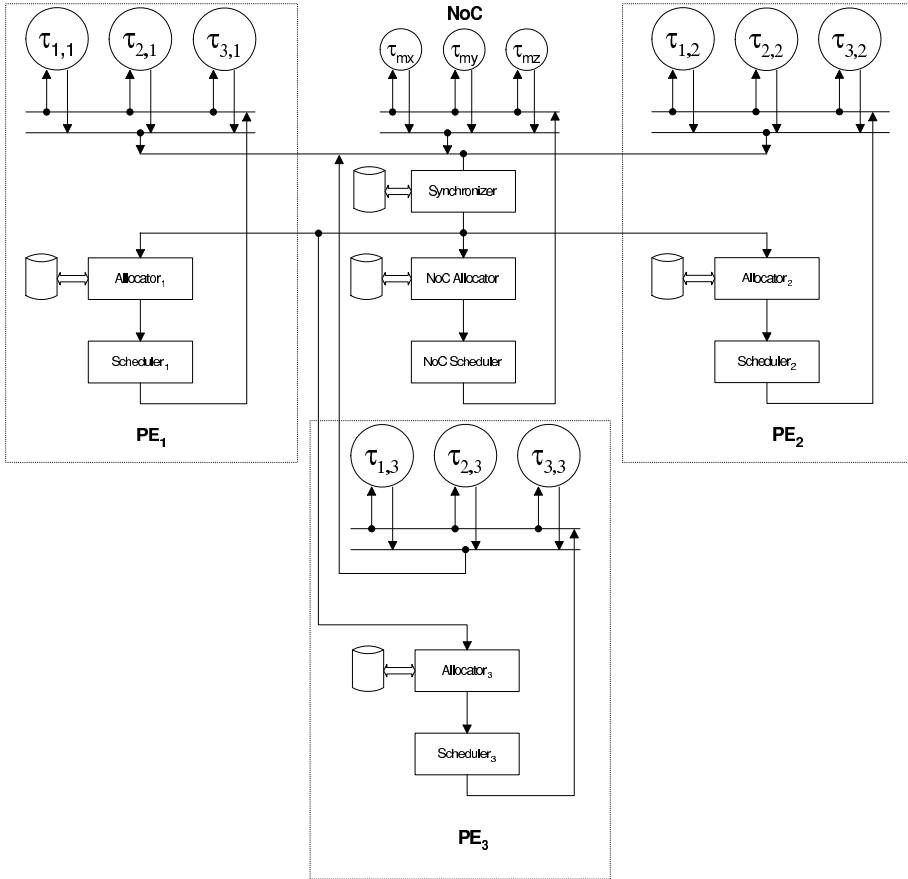 NoC
τ1,1 τ2,1 τ3,1
τmx τmy τmz
τ1,2 τ2,2 τ3,2
Synchronizer
Allocator1
NoC Allocator
Allocator2
Scheduler1
NoC Scheduler
Scheduler2
PE1
PE2
τ1,3 τ2,3 τ3,3
Allocator3
Scheduler3
PE3